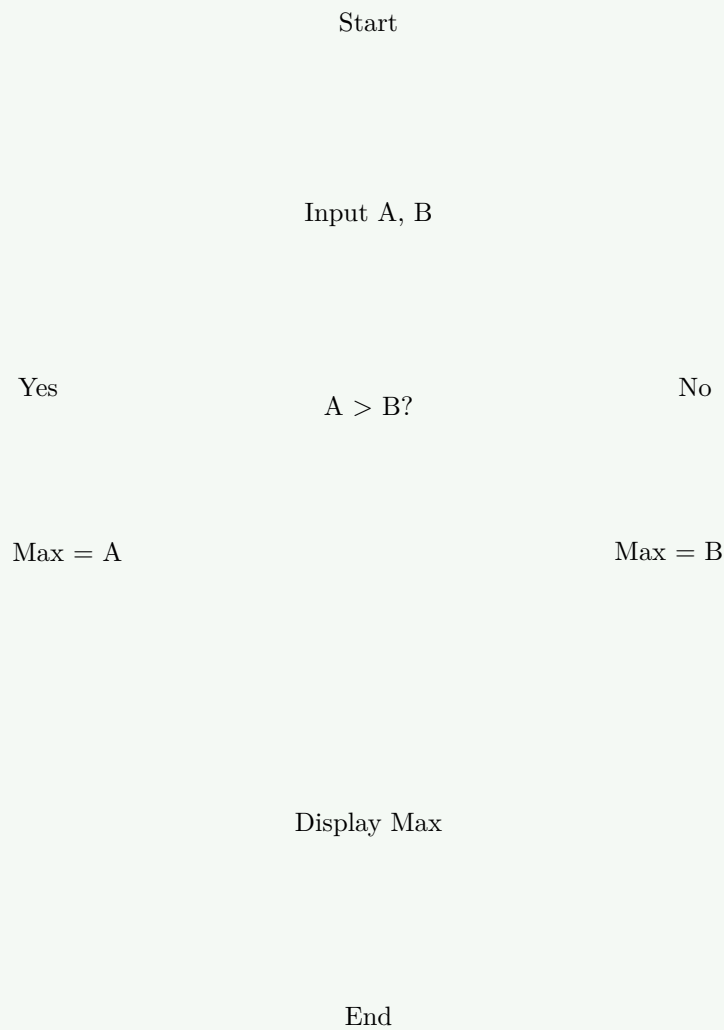 Start
Input A, B
Yes
No
A > B?
Max = A
Max = B
Display Max
End